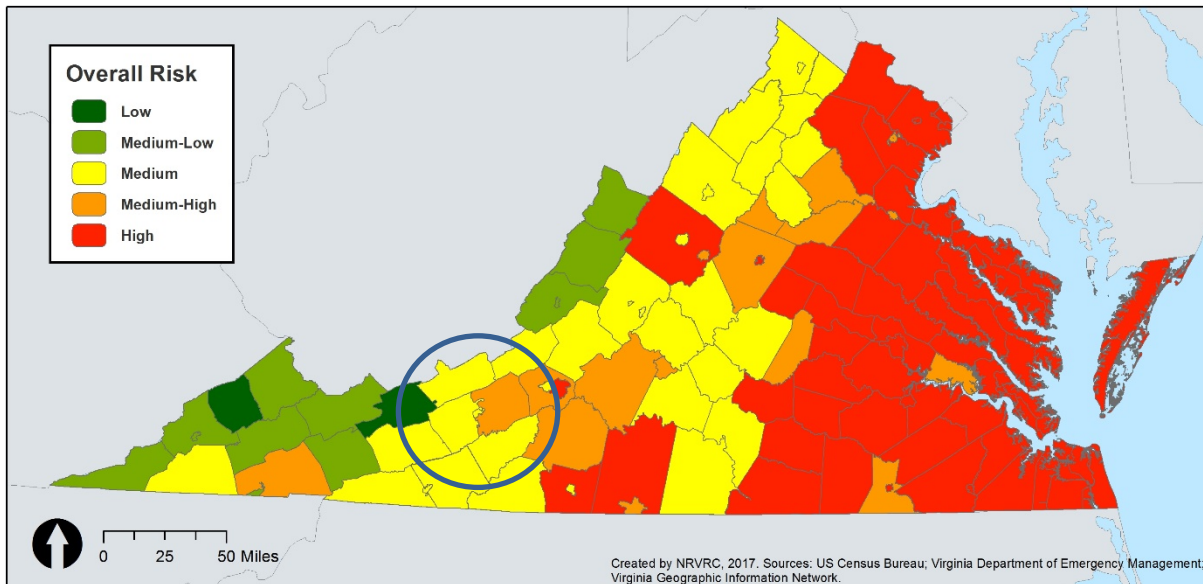 Overall Risk
Low
Medium-Low
Medium
Medium-High
High
0 25 50 Miles
Created by NRVRC, 2017. Sources: US Census Bureau; Virginia Department of Emergency Management;
Virginia Geographic Information Network.